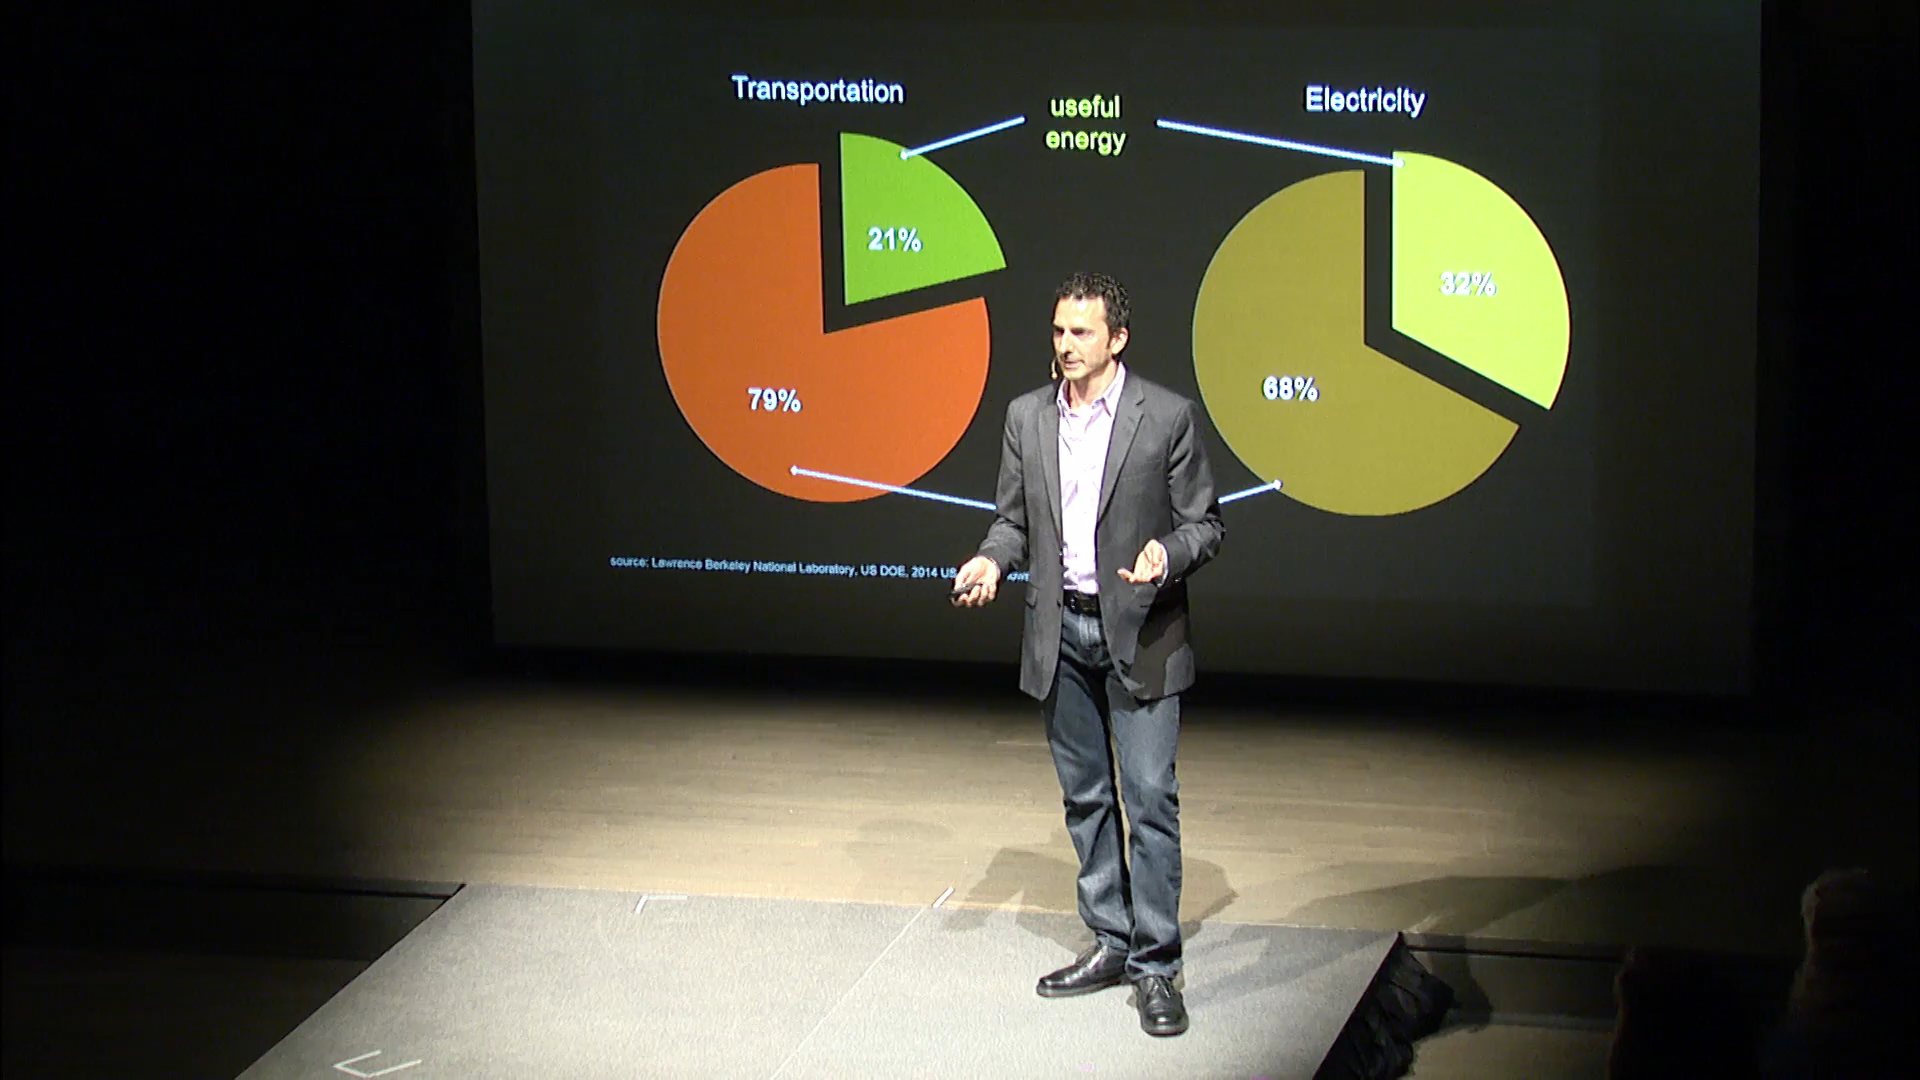 Transportation
useful
energy
Electricity
21%
32%
79%
68%
source: Lawrence Berkeley National Laboratory, US DOE, 2014 US